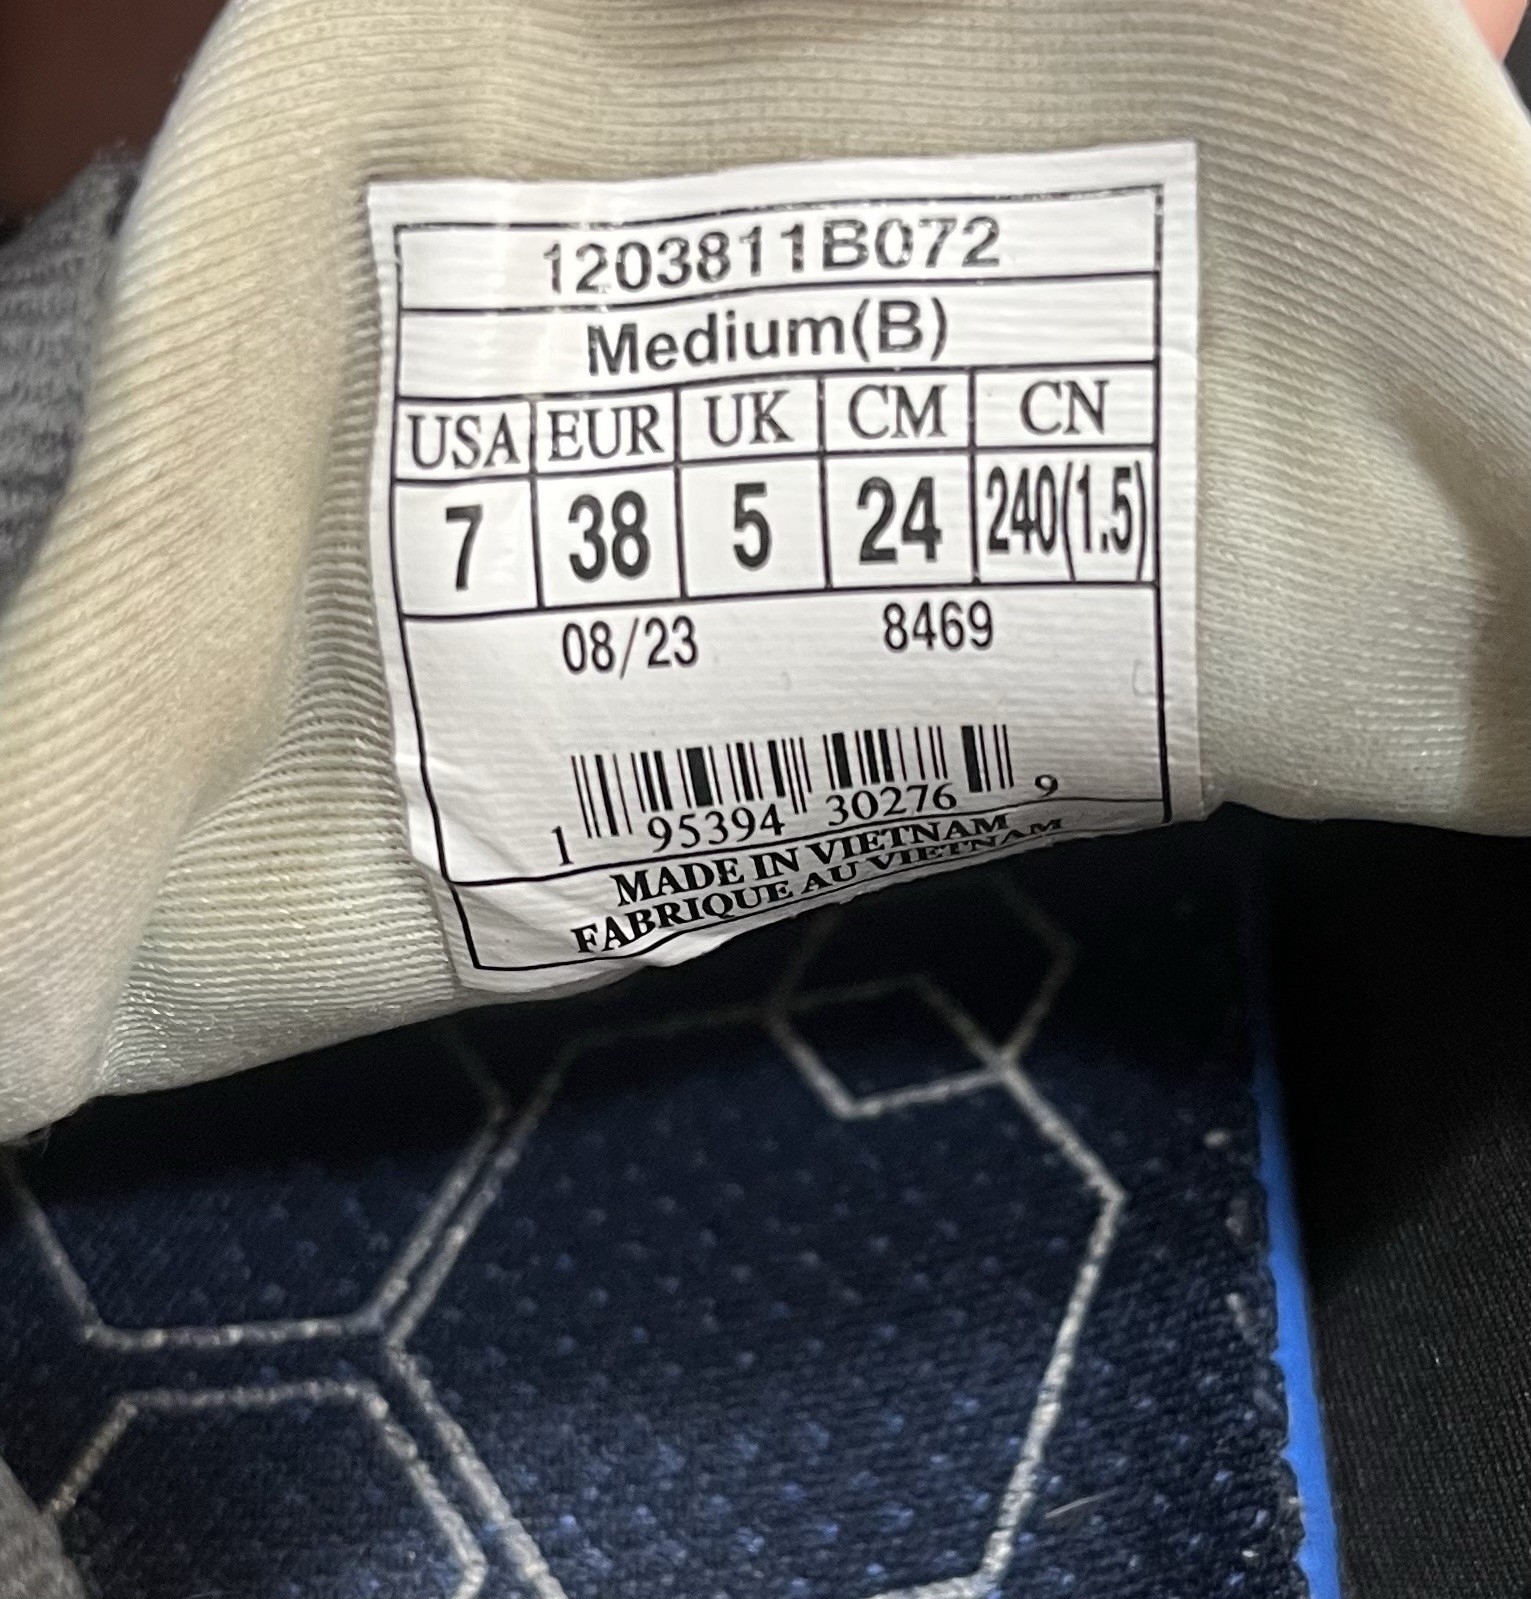 1203811B072
Medium(B)
USA EUR UK CM CN
7 38 5 24 240(1.5)
08/23 8469
1 95394 30276 9
MADE IN VIETNAM
FABRIQUE AU VIETNAM